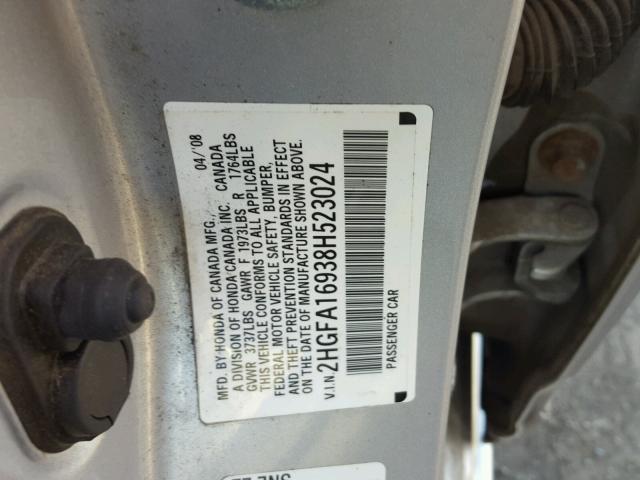 MFD. BY HONDA OF CANADA MFG., 04/'08
A DIVISION OF HONDA CANADA INC. CANADA
GVWR 3737LBS GAWR F 1973LBS R 1764LBS
THIS VEHICLE CONFORMS TO ALL APPLICABLE
FEDERAL MOTOR VEHICLE SAFETY, BUMPER,
AND THEFT PREVENTION STANDARDS IN EFFECT
ON THE DATE OF MANUFACTURE SHOWN ABOVE.
V.I.N. 2HGFA16938H523024
PASSENGER CAR